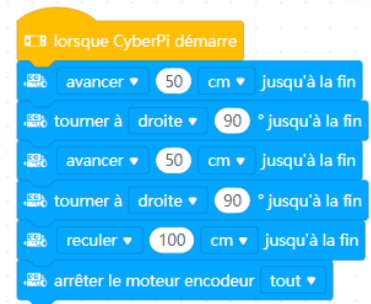 lorsque CyberPi démarre
avancer 50 cm jusqu'à la fin
tourner à droite 90 ° jusqu'à la fin
avancer 50 cm jusqu'à la fin
tourner à droite 90 ° jusqu'à la fin
reculer 100 cm jusqu'à la fin
arrêter le moteur encodeur tout